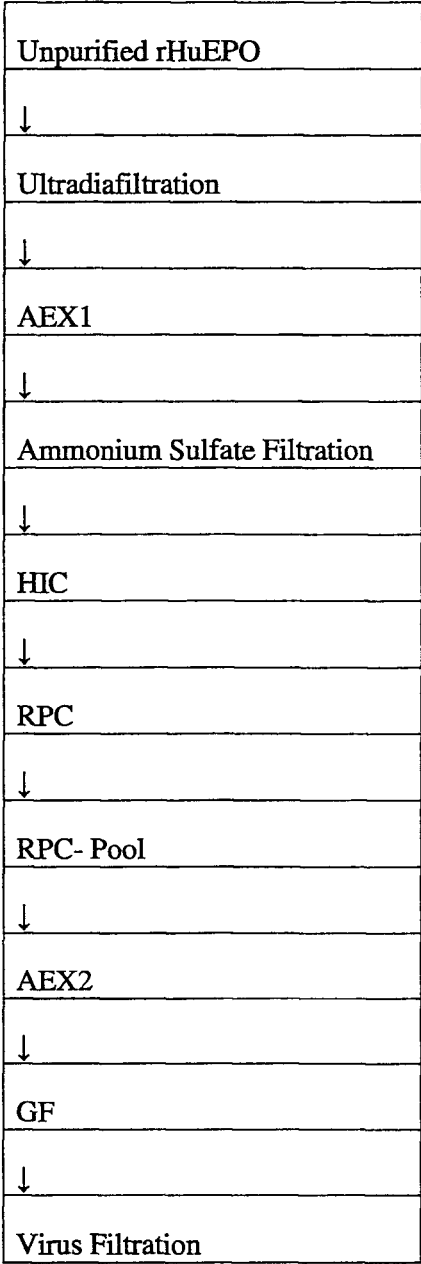 Unpurified rHuEPO
↓
Ultradiafiltration
↓
AEX1
↓
Ammonium Sulfate Filtration
↓
HIC
↓
RPC
↓
RPC- Pool
↓
AEX2
↓
GF
↓
Virus Filtration